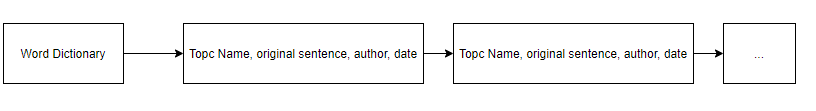 Word Dictionary
Topc Name, original sentence, author, date
Topc Name, original sentence, author, date
...